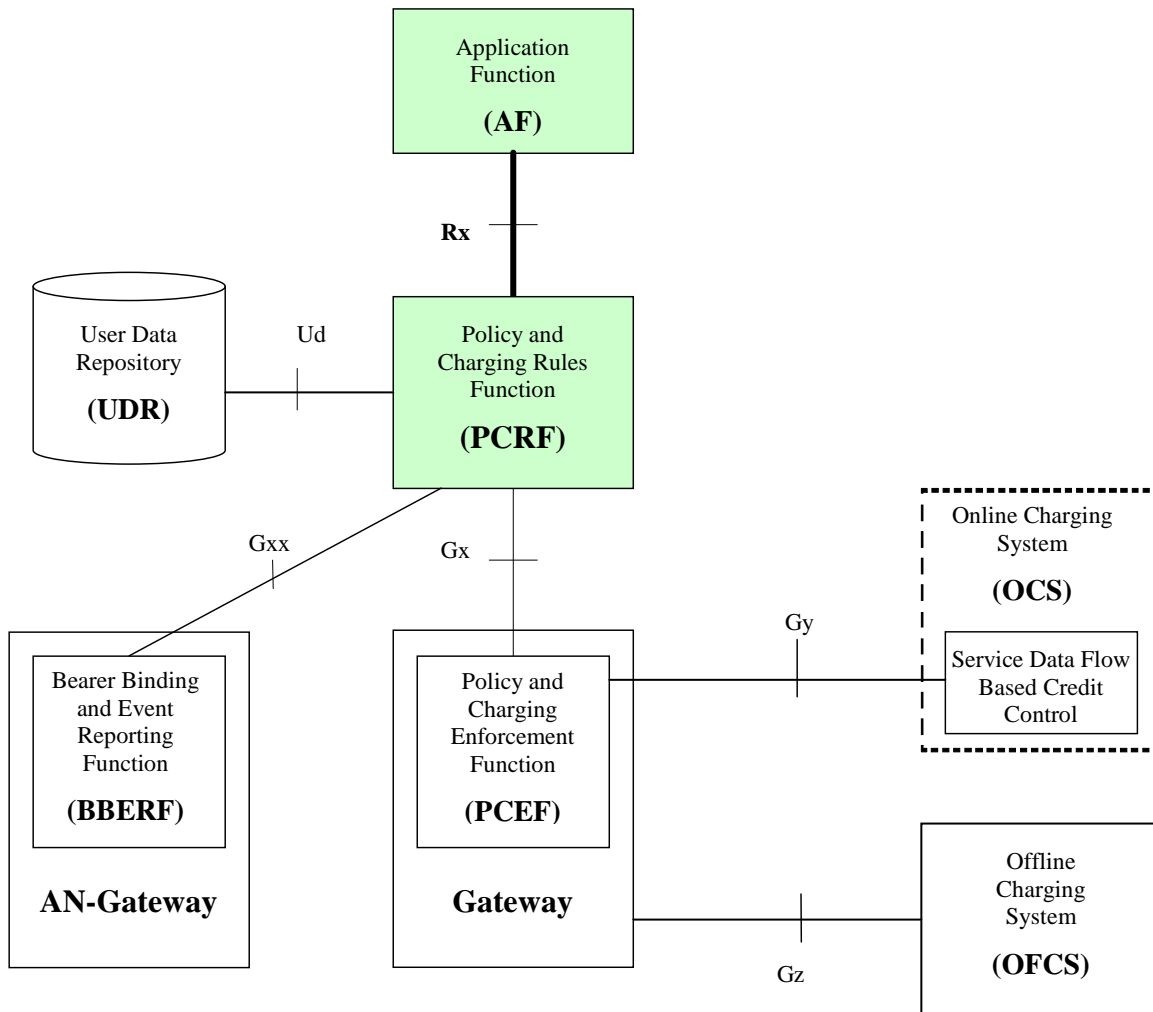 Application
Function
(AF)
Rx
User Data
Repository
(UDR)
Ud
Policy and
Charging Rules
Function
(PCRF)
Gxx
Gx
Online Charging
System
(OCS)
Gy
Service Data Flow
Based Credit
Control
Bearer Binding
and Event
Reporting
Function
(BBERF)
AN-Gateway
Policy and
Charging
Enforcement
Function
(PCEF)
Gateway
Offline
Charging
System
(OFCS)
Gz